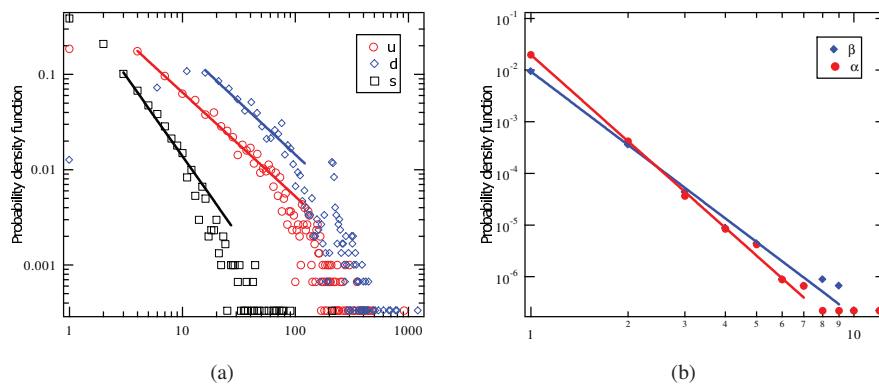 Probability density function
0.1
0.01
0.001
1
10
100
1000
u
d
s
(a)
Probability density function
10-1
10-2
10-3
10-4
10-5
10-6
1
2
3
4
5
6
7
8
9
10
β
α
(b)